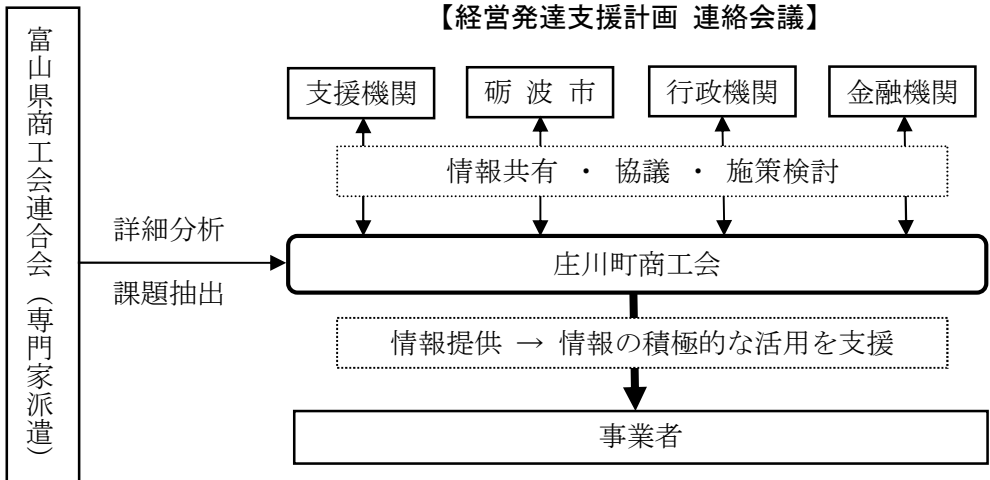 【経営発達支援計画 連絡会議】
富山県商工会連合会（専門家派遣）
支援機関
砺波市
行政機関
金融機関
情報共有 ・ 協議 ・ 施策検討
詳細分析
課題抽出
庄川町商工会
情報提供 → 情報の積極的な活用を支援
事業者